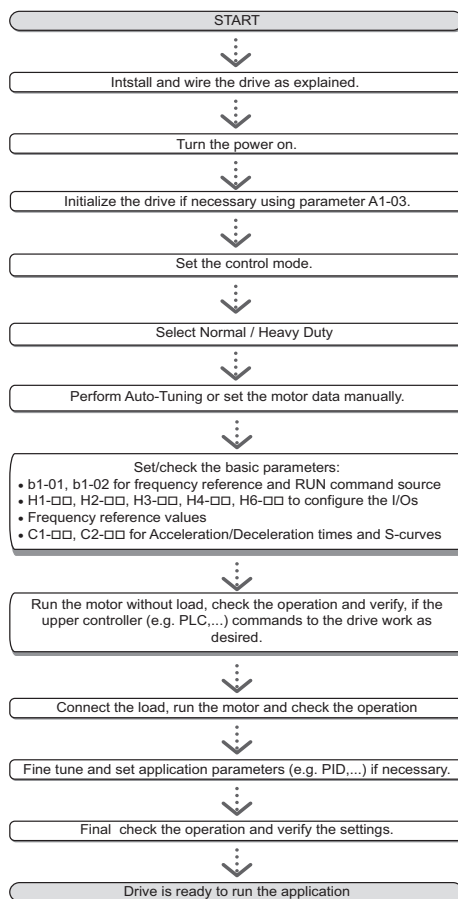 START
Intstall and wire the drive as explained.
Turn the power on.
Initialize the drive if necessary using parameter A1-03.
Set the control mode.
Select Normal / Heavy Duty
Perform Auto-Tuning or set the motor data manually.
Set/check the basic parameters:
• b1-01, b1-02 for frequency reference and RUN command source
• H1-□□, H2-□□, H3-□□, H4-□□, H6-□□ to configure the I/Os
• Frequency reference values
• C1-□□, C2-□□ for Acceleration/Deceleration times and S-curves
Run the motor without load, check the operation and verify, if the
upper controller (e.g. PLC,...) commands to the drive work as
desired.
Connect the load, run the motor and check the operation
Fine tune and set application parameters (e.g. PID,...) if necessary.
Final check the operation and verify the settings.
Drive is ready to run the application